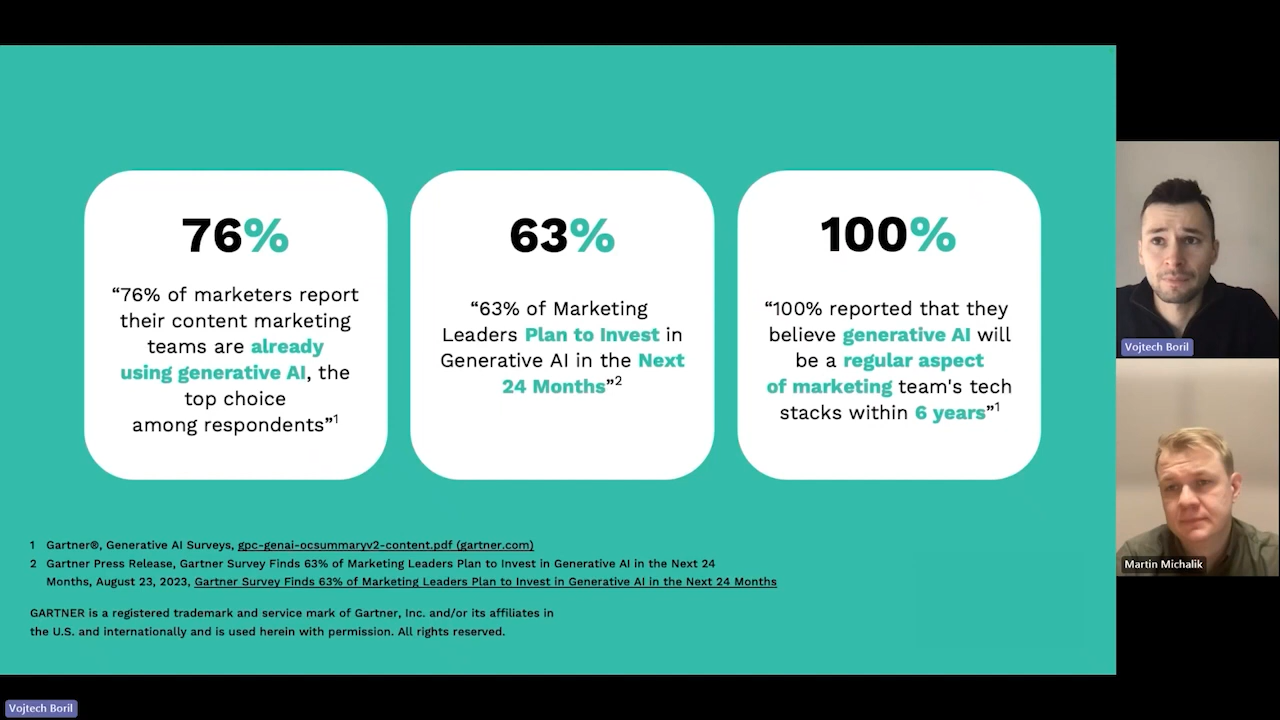 76%
“76% of marketers report
their content marketing
teams are already
using generative AI, the
top choice
among respondents”1
63%
“63% of Marketing
Leaders Plan to Invest in
Generative AI in the Next
24 Months”2
100%
“100% reported that they
believe generative AI will
be a regular aspect
of marketing team's tech
stacks within 6 years”1
1 Gartner®, Generative AI Surveys, gpc-genai-ocsummaryv2-content.pdf (gartner.com)
2 Gartner Press Release, Gartner Survey Finds 63% of Marketing Leaders Plan to Invest in Generative AI in the Next 24
Months, August 23, 2023, Gartner Survey Finds 63% of Marketing Leaders Plan to Invest in Generative AI in the Next 24 Months
GARTNER is a registered trademark and service mark of Gartner, Inc. and/or its affiliates in
the U.S. and internationally and is used herein with permission. All rights reserved.
Vojtech Boril
Martin Michalik
Vojtech Boril